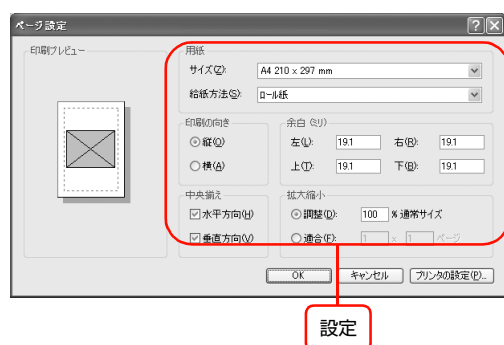 ページ設定
印刷プレビュー
用紙
サイズ(Z): A4 210 x 297 mm
給紙方法(S): ロール紙
印刷の向き
縦(O)
横(A)
余白(ミリ)
左(L): 19.1 右(R): 19.1
上(T): 19.1 下(B): 19.1
中央揃え
水平方向(H)
垂直方向(V)
拡大縮小
調整(D): 100 % 通常サイズ
適合(F): 1 x 1 ページ
OK キャンセル プリンタの設定(P)...
設定